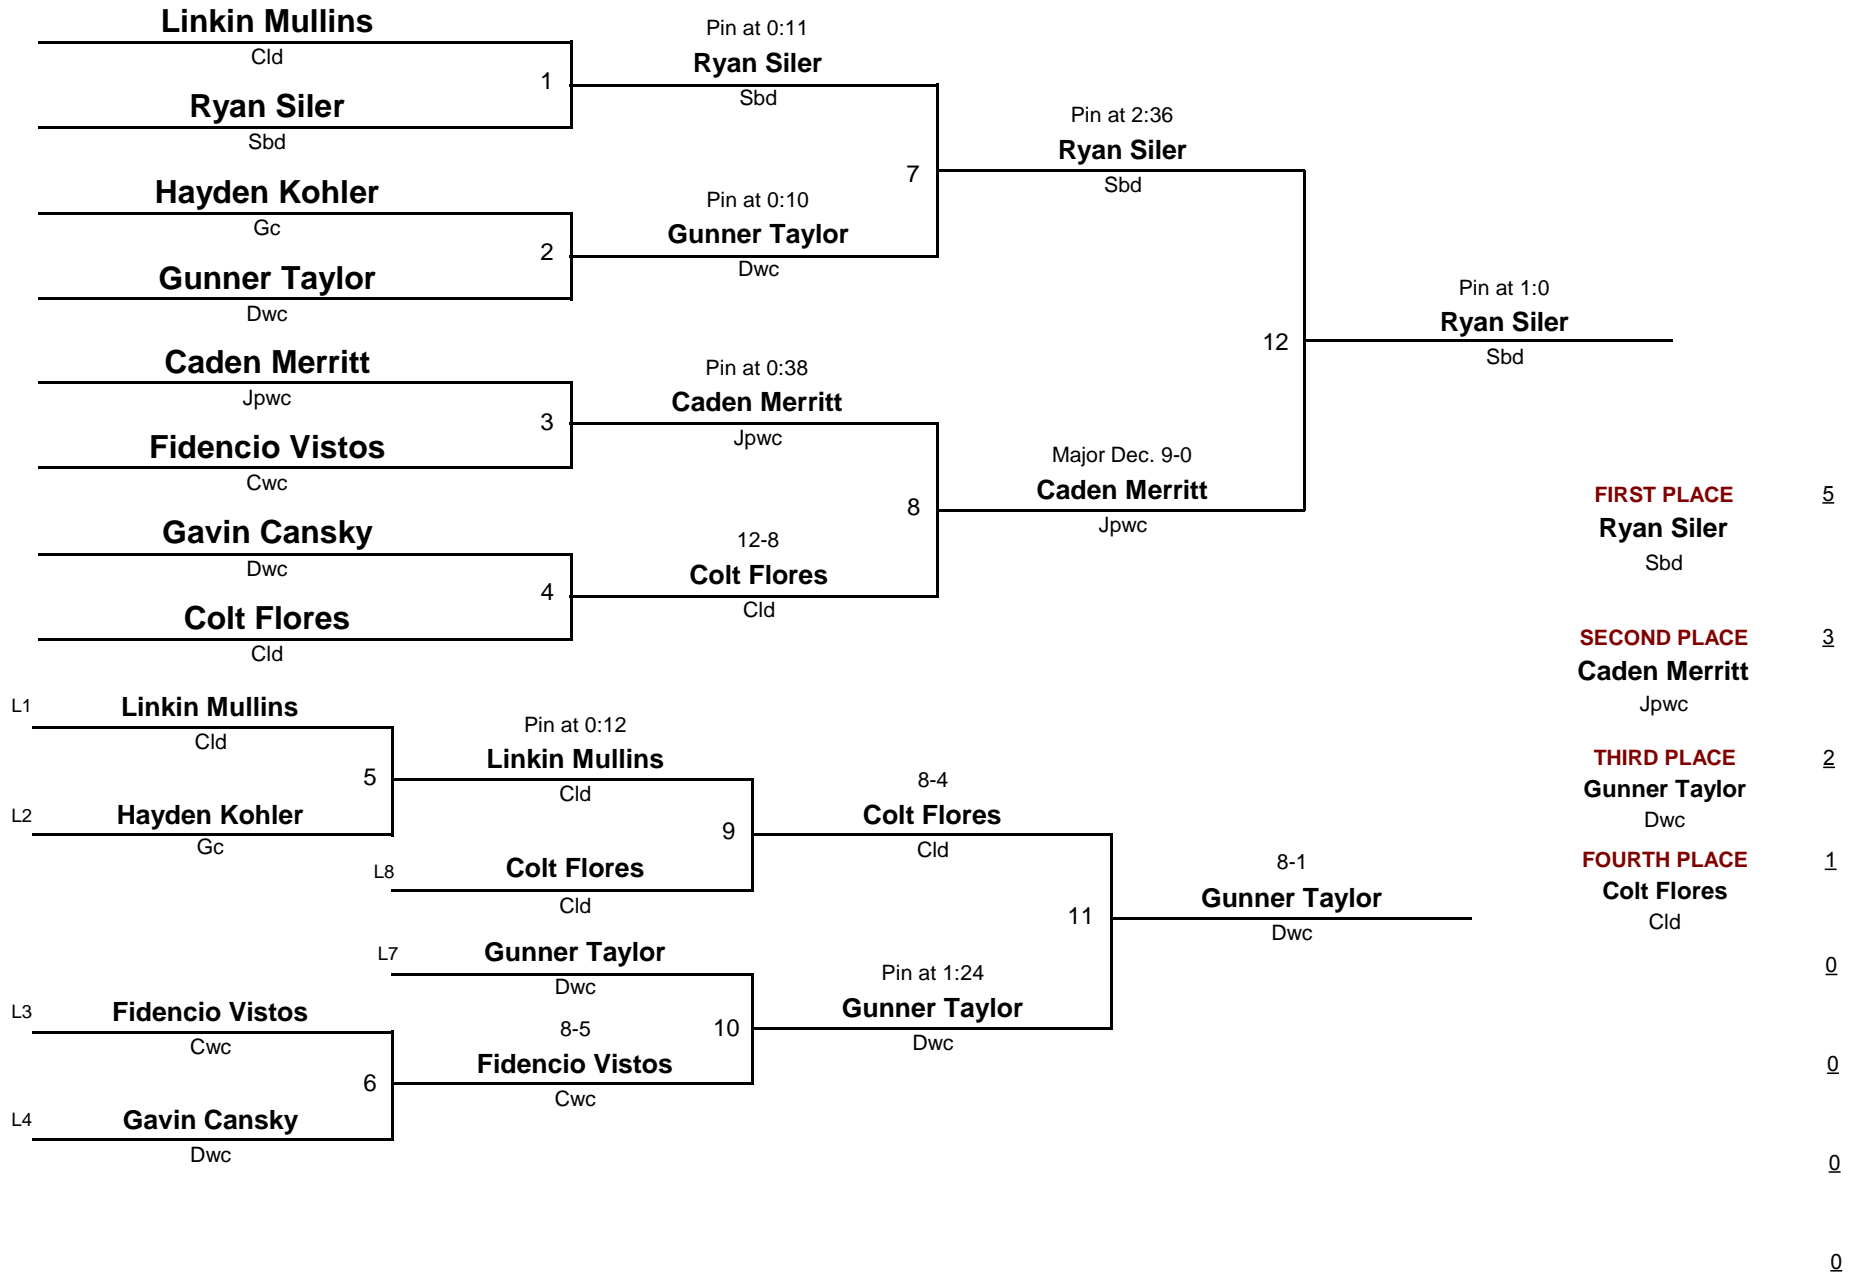 Linkin Mullins
Cld
1
Ryan Siler
Sbd
Hayden Kohler
Gc
2
Gunner Taylor
Dwc
Caden Merritt
Jpwc
3
Fidencio Vistos
Cwc
Gavin Cansky
Dwc
4
Colt Flores
Cld
Pin at 0:11
Ryan Siler
Sbd
7
Pin at 0:10
Gunner Taylor
Dwc
Pin at 0:38
Caden Merritt
Jpwc
8
12-8
Colt Flores
Cld
Pin at 2:36
Ryan Siler
Sbd
12
Major Dec. 9-0
Caden Merritt
Jpwc
Pin at 1:0
Ryan Siler
Sbd
L1 Linkin Mullins
Cld
5
L2 Hayden Kohler
Gc
L3 Fidencio Vistos
Cwc
6
L4 Gavin Cansky
Dwc
Pin at 0:12
Linkin Mullins
Cld
9
L8 Colt Flores
Cld
L7 Gunner Taylor
Dwc
8-5
10
Fidencio Vistos
Cwc
8-4
Colt Flores
Cld
11
Pin at 1:24
Gunner Taylor
Dwc
8-1
Gunner Taylor
Dwc
FIRST PLACE 5
Ryan Siler
Sbd
SECOND PLACE 3
Caden Merritt
Jpwc
THIRD PLACE 2
Gunner Taylor
Dwc
FOURTH PLACE 1
Colt Flores
Cld
0
0
0
0